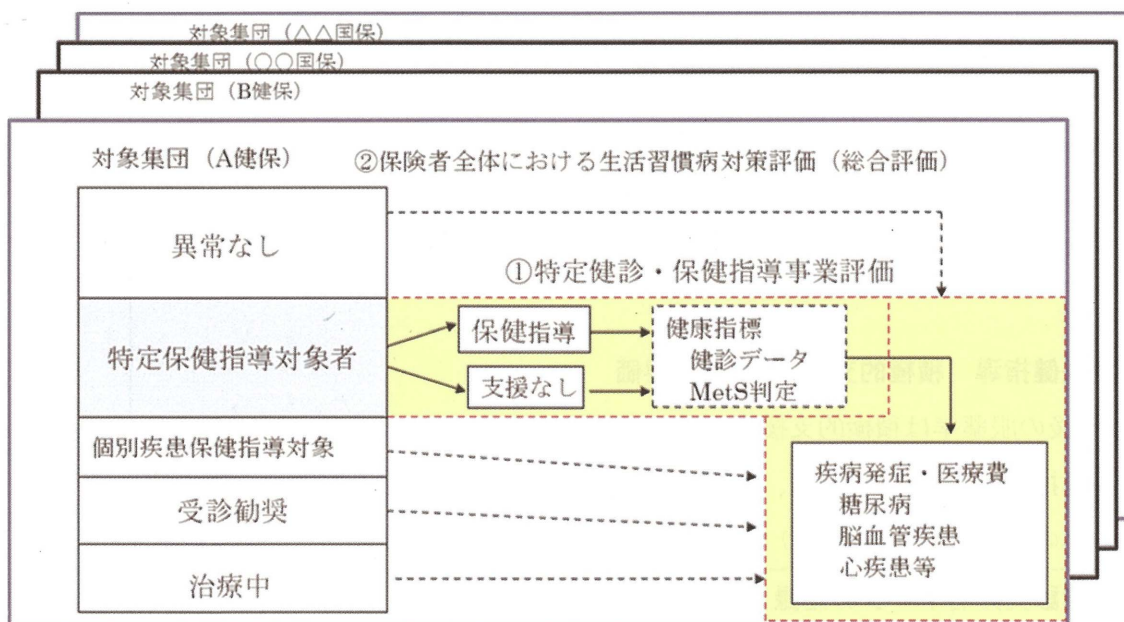 対象集団（△△国保）
対象集団（○○国保）
対象集団（B健保）
対象集団（A健保）
②保険者全体における生活習慣病対策評価（総合評価）
異常なし
①特定健診・保健指導事業評価
特定保健指導対象者
保健指導
支援なし
健康指標
健診データ
MetS判定
個別疾患保健指導対象
受診勧奨
治療中
疾病発症・医療費
糖尿病
脳血管疾患
心疾患等